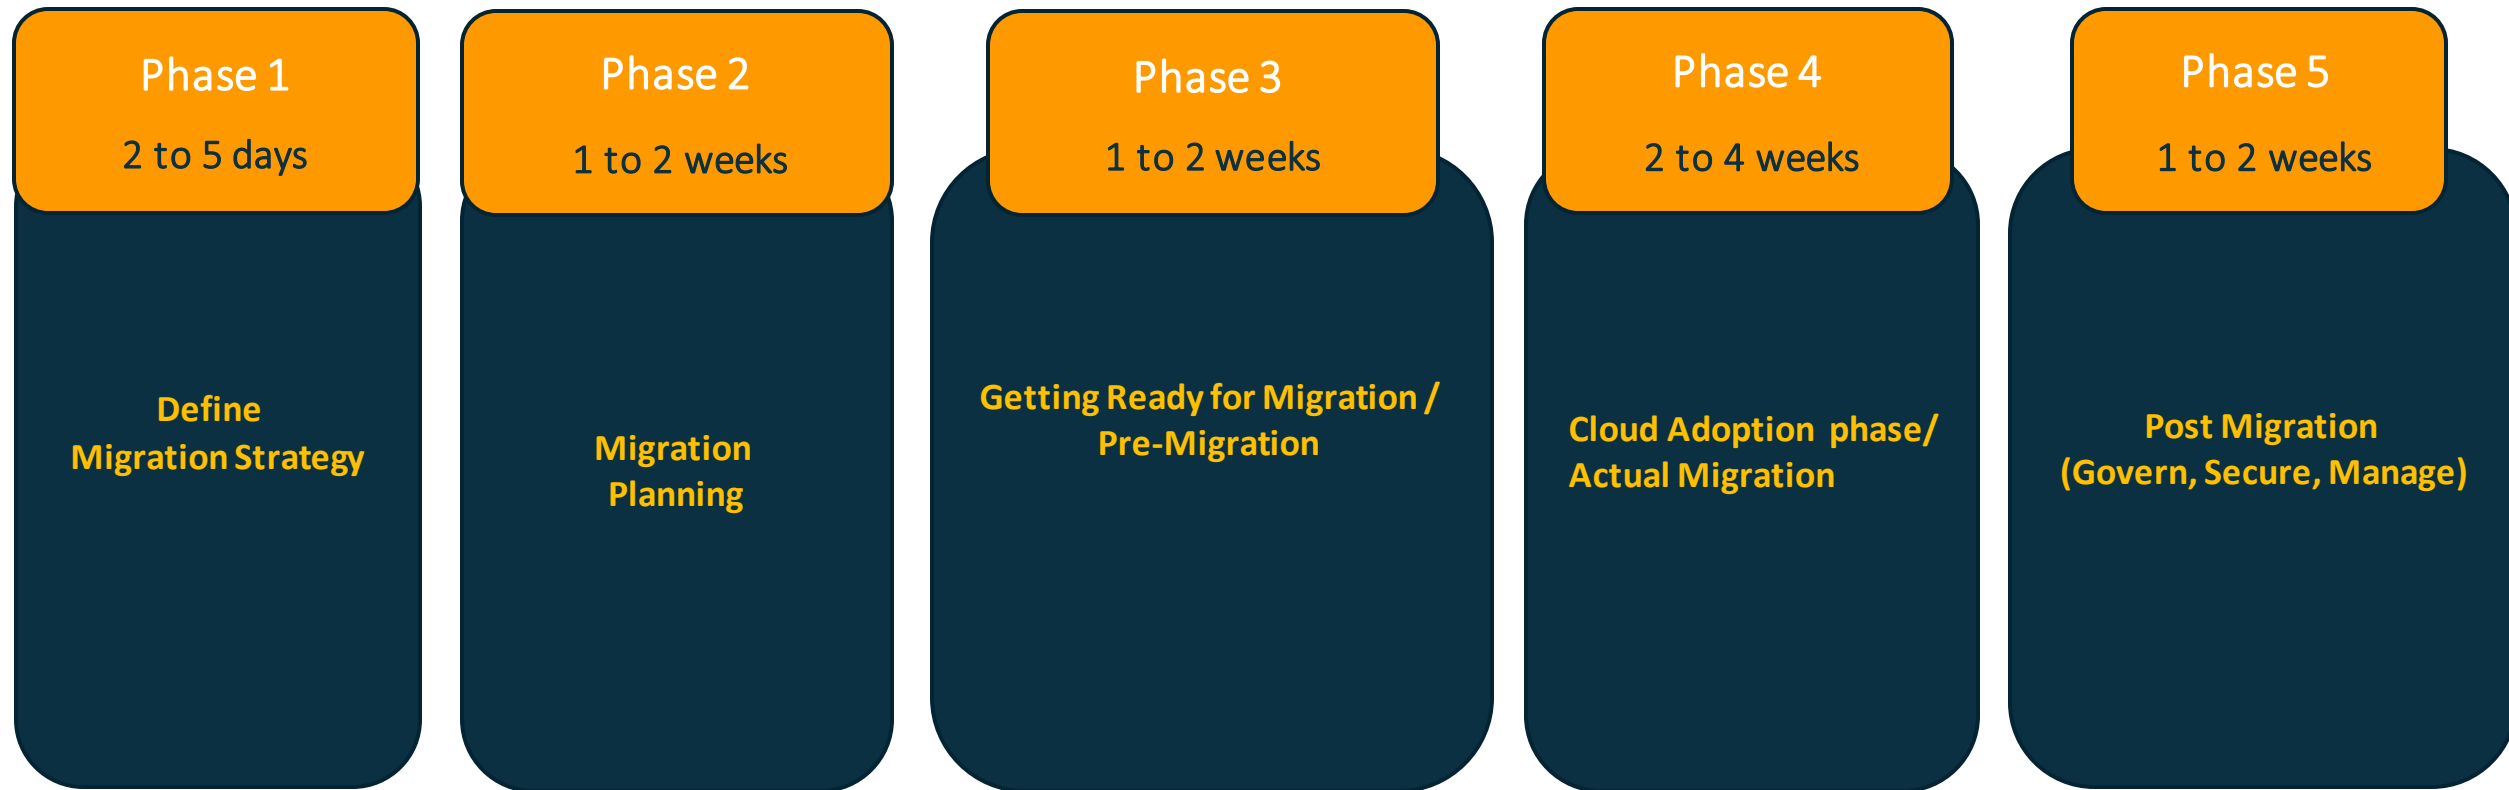 Phase 1
2 to 5 days
Define
Migration Strategy
Phase 2
1 to 2 weeks
Migration
Planning
Phase 3
1 to 2 weeks
Getting Ready for Migration /
Pre-Migration
Phase 4
2 to 4 weeks
Cloud Adoption phase/
Actual Migration
Phase 5
1 to 2 weeks
Post Migration
(Govern, Secure, Manage)